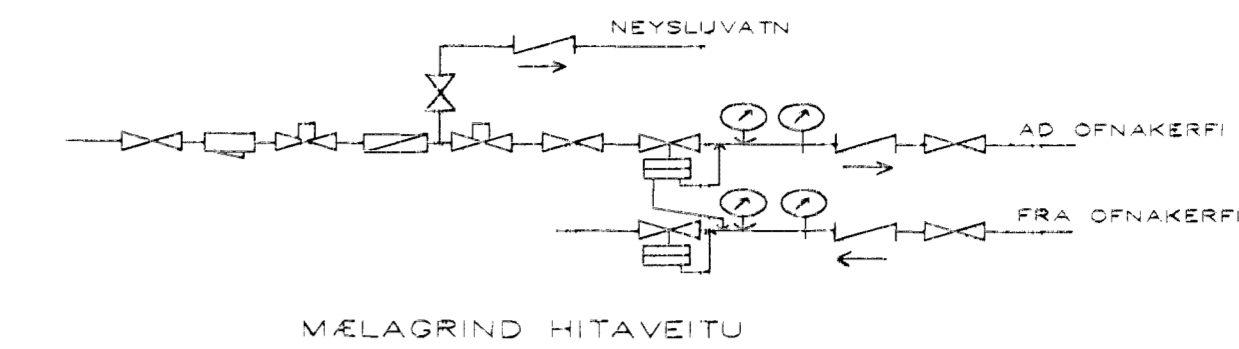 NEYSLUVATN
AD OFNAKERFI
FRA OFNAKERFI
MÆLAGRIND HITAVEITU